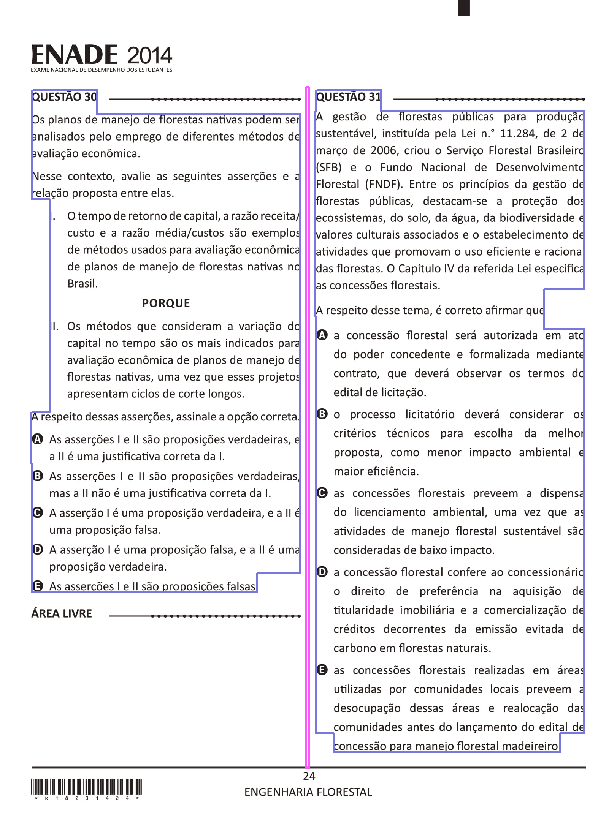 ENADE 2014
EXAME NACIONAL DE DESEMPENHO DOS ESTUDANTES
QUESTÃO 30
Os planos de manejo de florestas nativas podem ser
analisados pelo emprego de diferentes métodos de
avaliação econômica.
Nesse contexto, avalie as seguintes asserções e a
relação proposta entre elas.
I. O tempo de retorno de capital, a razão receita/
custo e a razão média/custos são exemplos
de métodos usados para avaliação econômica
de planos de manejo de florestas nativas no
Brasil.
PORQUE
II. Os métodos que consideram a variação do
capital no tempo são os mais indicados para
avaliação econômica de planos de manejo de
florestas nativas, uma vez que esses projetos
apresentam ciclos de corte longos.
A respeito dessas asserções, assinale a opção correta.
A As asserções I e II são proposições verdadeiras, e
a II é uma justificativa correta da I.
B As asserções I e II são proposições verdadeiras,
mas a II não é uma justificativa correta da I.
C A asserção I é uma proposição verdadeira, e a II é
uma proposição falsa.
D A asserção I é uma proposição falsa, e a II é uma
proposição verdadeira.
E As asserções I e II são proposições falsas
ÁREA LIVRE
QUESTÃO 31
A gestão de florestas públicas para produção
sustentável, instituída pela Lei n.° 11.284, de 2 de
março de 2006, criou o Serviço Florestal Brasileiro
(SFB) e o Fundo Nacional de Desenvolvimento
Florestal (FNDF). Entre os princípios da gestão de
florestas públicas, destacam-se a proteção dos
ecossistemas, do solo, da água, da biodiversidade e
valores culturais associados e o estabelecimento de
atividades que promovam o uso eficiente e racional
das florestas. O Capítulo IV da referida Lei especifica
as concessões florestais.
A respeito desse tema, é correto afirmar que
A a concessão florestal será autorizada em ato
do poder concedente e formalizada mediante
contrato, que deverá observar os termos do
edital de licitação.
B o processo licitatório deverá considerar os
critérios técnicos para escolha da melhor
proposta, como menor impacto ambiental e
maior eficiência.
C as concessões florestais preveem a dispensa
do licenciamento ambiental, uma vez que as
atividades de manejo florestal sustentável são
consideradas de baixo impacto.
D a concessão florestal confere ao concessionário
o direito de preferência na aquisição de
titularidade imobiliária e a comercialização de
créditos decorrentes da emissão evitada de
carbono em florestas naturais.
E as concessões florestais realizadas em áreas
utilizadas por comunidades locais preveem a
desocupação dessas áreas e realocação das
comunidades antes do lançamento do edital de
concessão para manejo florestal madeireiro
24
ENGENHARIA FLORESTAL